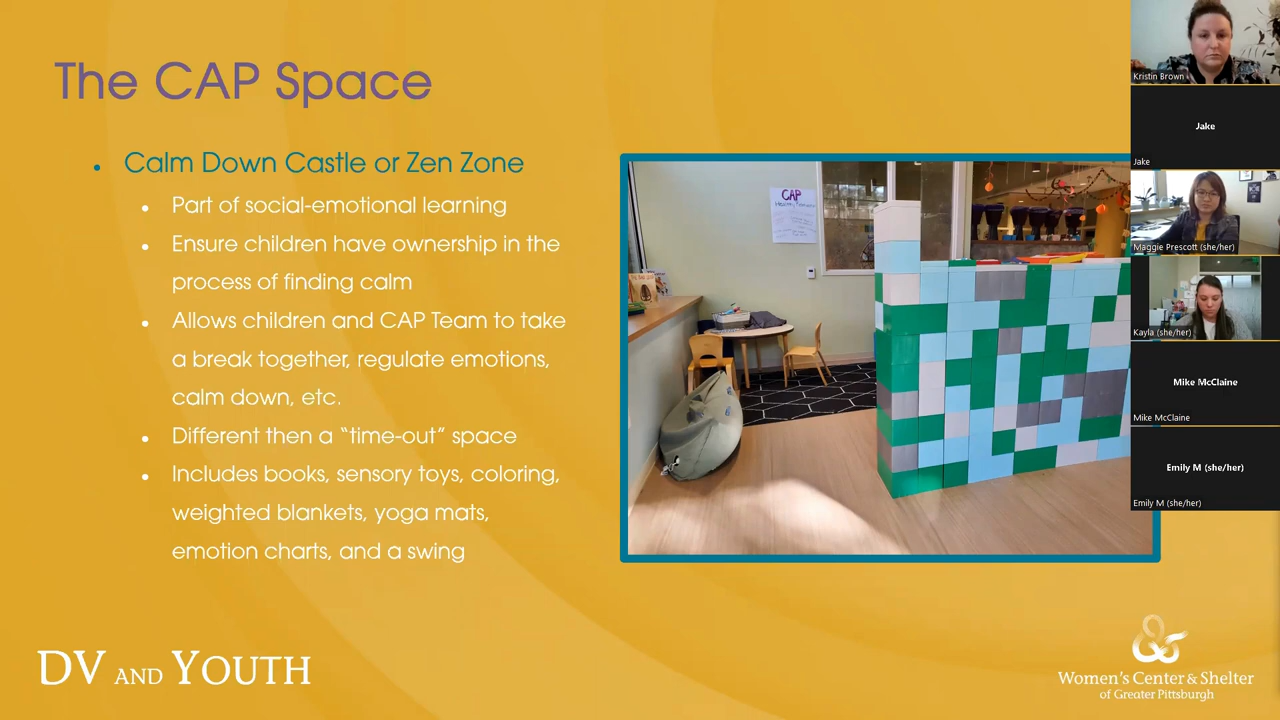 The CAP Space
• Calm Down Castle or Zen Zone
• Part of social-emotional learning
• Ensure children have ownership in the
process of finding calm
• Allows children and CAP Team to take
a break together, regulate emotions,
calm down, etc.
• Different then a “time-out” space
• Includes books, sensory toys, coloring,
weighted blankets, yoga mats,
emotion charts, and a swing
CAP
DV AND YOUTH
Women's Center & Shelter
of Greater Pittsburgh
Kristin Brown
Jake
Jake
Maggie Prescott (she/her)
Kayla (she/her)
Mike McClaine
Mike McClaine
Emily M (she/her)
Emily M (she/her)